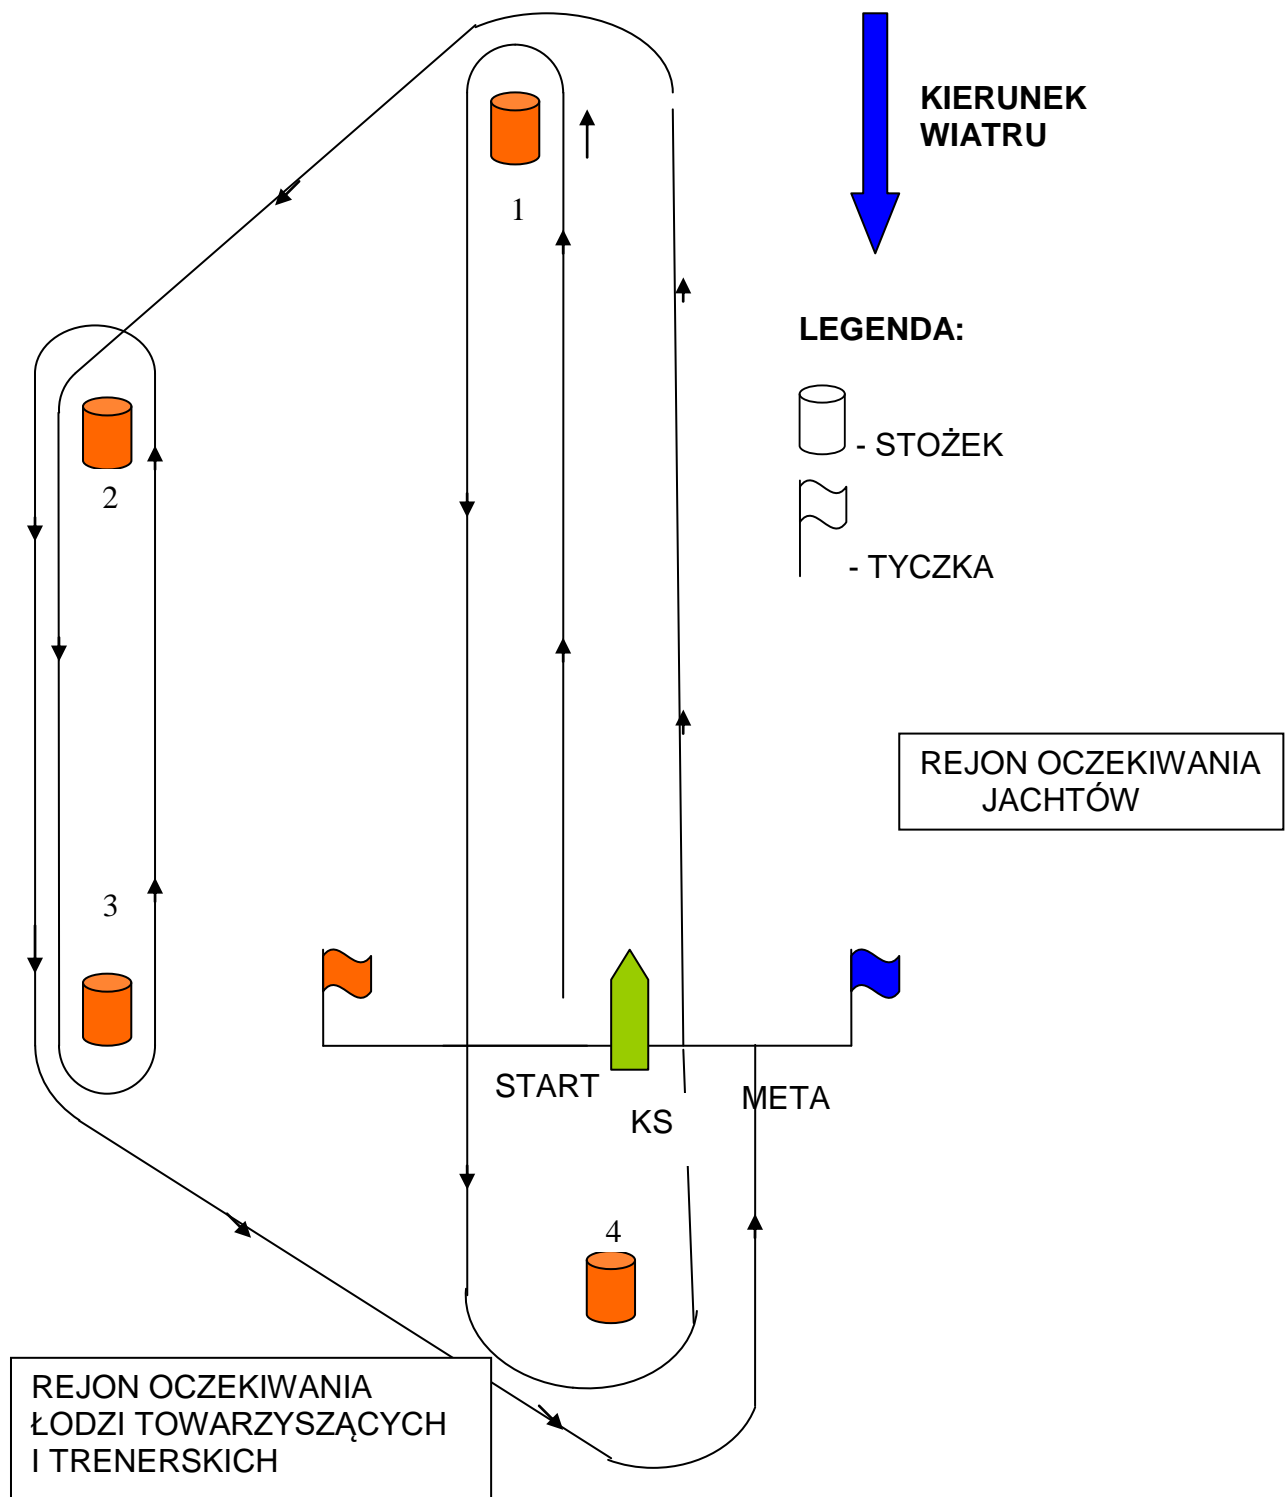 KIERUNEK
WIATRU
1
LEGENDA:
- STOŻEK
2
- TYCZKA
REJON OCZEKIWANIA
JACHTÓW
3
START
META
KS
4
REJON OCZEKIWANIA
ŁODZI TOWARZYSZĄCYCH
I TRENERSKICH